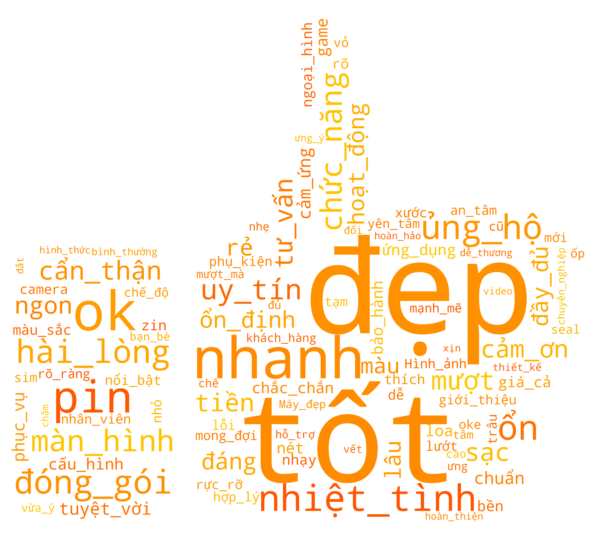 ngoại_hình
game
vỏ
rõ
ưng_ý
chức_năng
hoạt_động
cảm_ứng
tư_vấn
nhẹ
rẻ
phụ_kiện
mượt_mà
uy_tín
đủ
ổn_định
khách_hàng
nhanh
chê
chắc_chắn
tiền
Máy_đẹp
lỗi
mong_đợi
hỗ_trợ
nét
đáng
nhạy
rực_rỡ
hợp_lý
nhiệt_tình
tốt
vết
đẹp
tạm
đổi
hoàn_hảo
yên_tâm
xước
an_tâm
ủng_hộ
cũ
mới
dễ_thương
ốp
ứng_dụng
đầy_đủ
chuyên_nghiệp
video
mạnh_mẽ
seal
bảo_hành
cảm_ơn
xịn
thiết_kế
Hình_ảnh
màu
mượt
giá_cả
thích
dễ
giới_thiệu
loa
oke
tầm
trâu
ổn
lướt
cao
sạc
lâu
ưng
chuẩn
bền
hoàn_thiện
hình_thức
bình_thường
đắt
cẩn_thận
camera
chế_độ
ngon
ok
zin
màu_sắc
bạn_bè
hài_lòng
rõ_ràng
sim
nổi_bật
pin
nhỏ
chậm
phục_vụ
nhân_viên
màn_hình
cấu_hình
đóng_gói
vừa_ý
tuyệt_vời